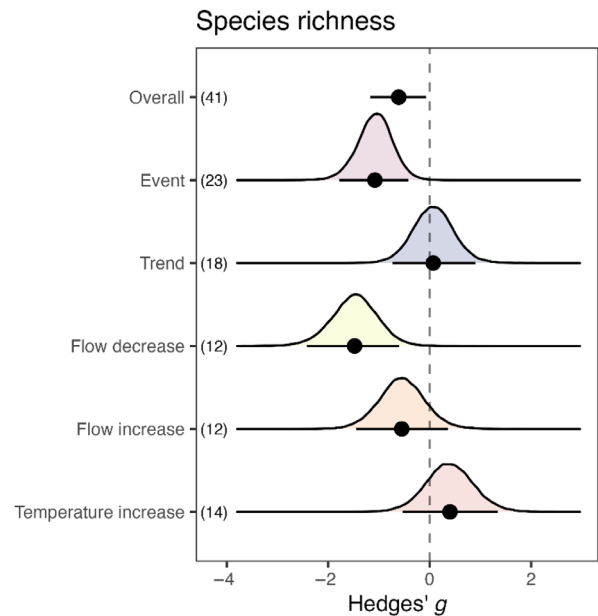 Species richness
Overall (41)
Event (23)
Trend (18)
Flow decrease (12)
Flow increase (12)
Temperature increase (14)
−4 −2 0 2
Hedges' g